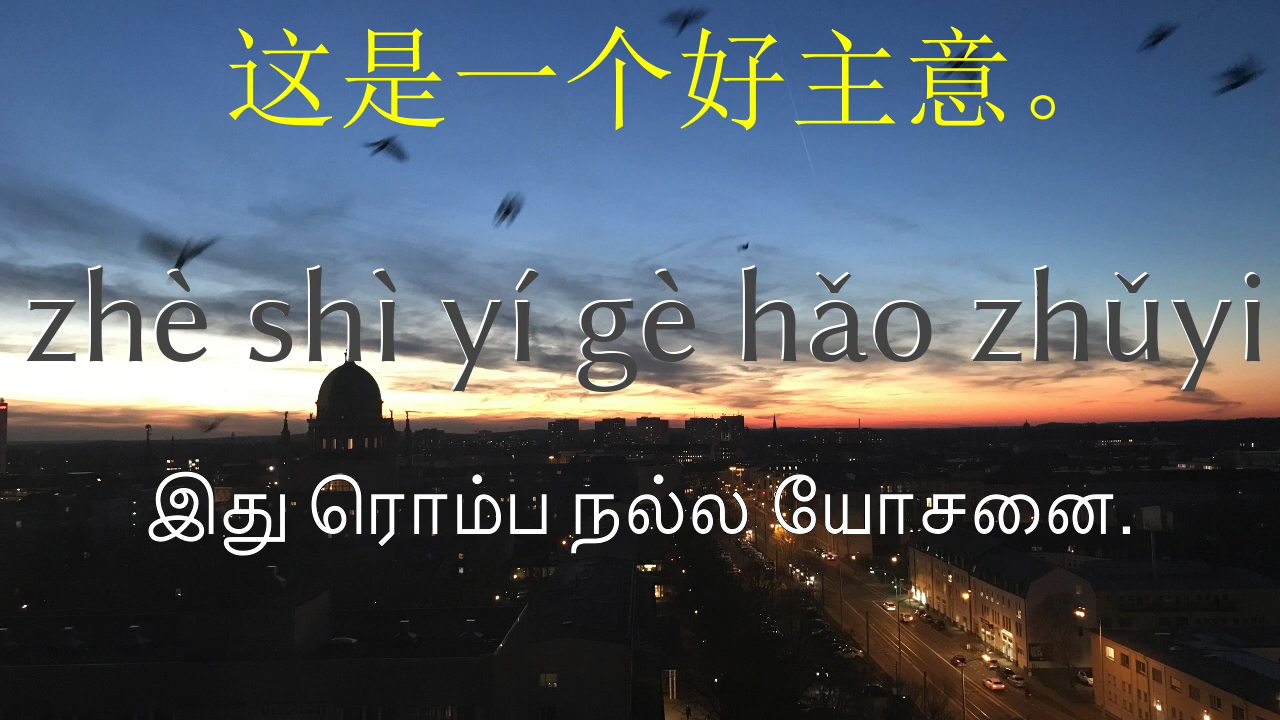 这是一个好主意。
zhè shì yí gè hǎo zhǔyi
இது ரொம்ப நல்ல யோசனை.